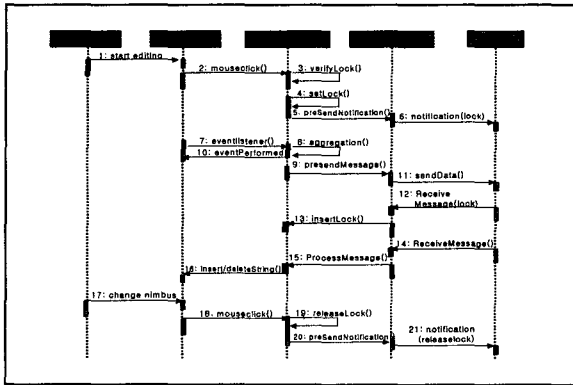 1: start editing
2: mouseclick()
3: verifyLock()
4: setLock()
5: preSendNotification()
6: notification(lock)
7: eventlistener()
8: aggregation()
10: eventPerformed
9: presendMessage()
11: sendData()
12: Receive
Message(lock)
13: insertLock()
14: ReceiveMessage()
15: ProcessMessage()
16: insert/deleteString()
17: change nimbus
18: mouseclick()
19: releaseLock()
20: preSendNotification()
21: notification
(releaselock)